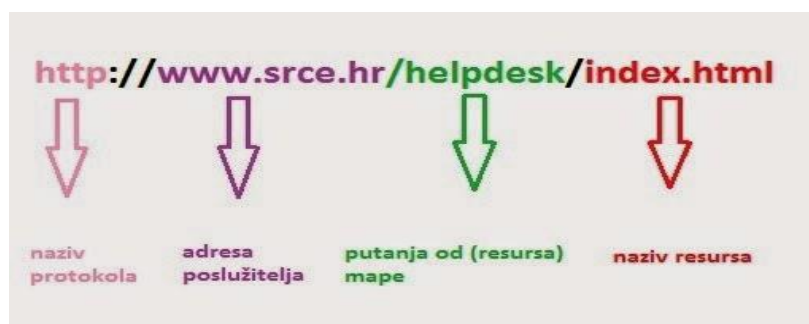 http://www.srce.hr/helpdesk/index.html
naziv protokola
adresa poslužitelja
putanja od (resursa) mape
naziv resursa